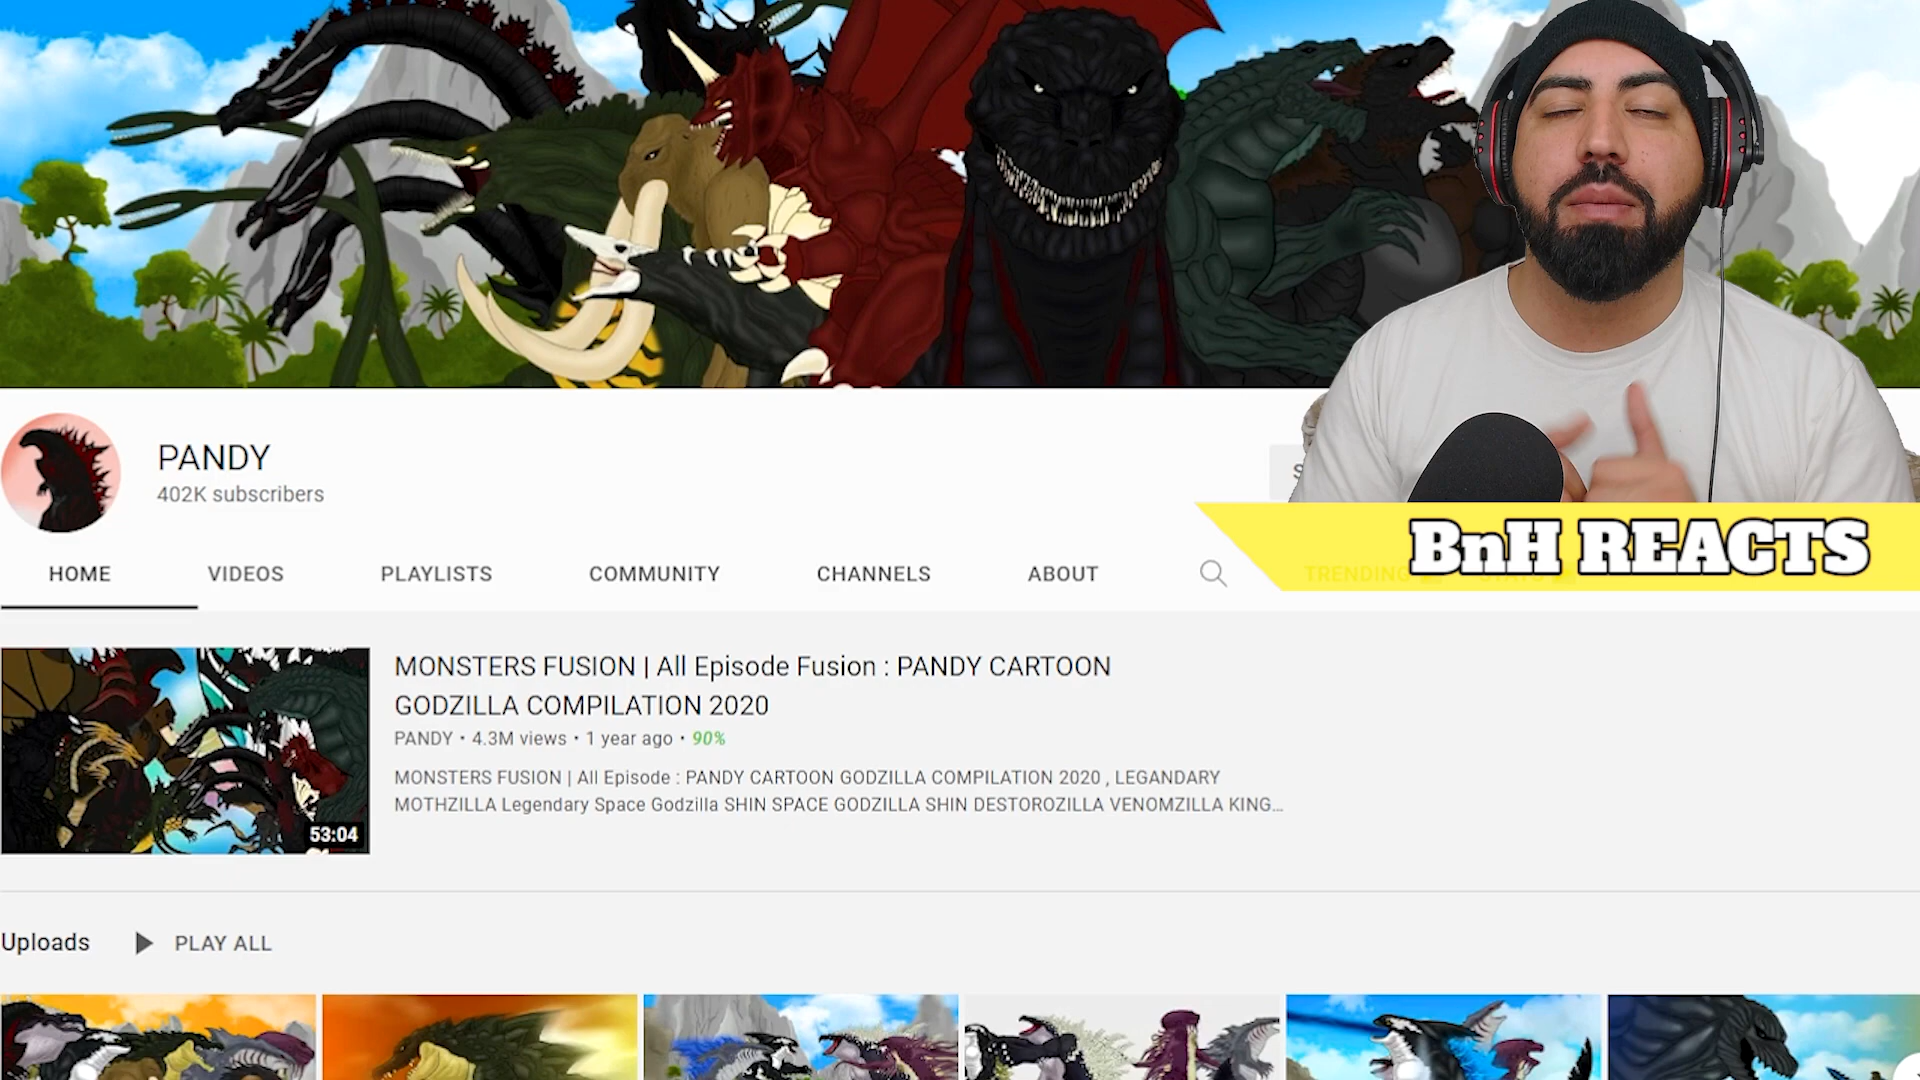 PANDY
402K subscribers
S
HOME VIDEOS PLAYLISTS COMMUNITY CHANNELS ABOUT TRENDING
BnH REACTS
MONSTERS FUSION | All Episode Fusion : PANDY CARTOON
GODZILLA COMPILATION 2020
PANDY • 4.3M views • 1 year ago • 90%
MONSTERS FUSION | All Episode : PANDY CARTOON GODZILLA COMPILATION 2020 , LEGANDARY
MOTHZILLA Legendary Space Godzilla SHIN SPACE GODZILLA SHIN DESTOROZILLA VENOMZILLA KING...
53:04
Uploads PLAY ALL